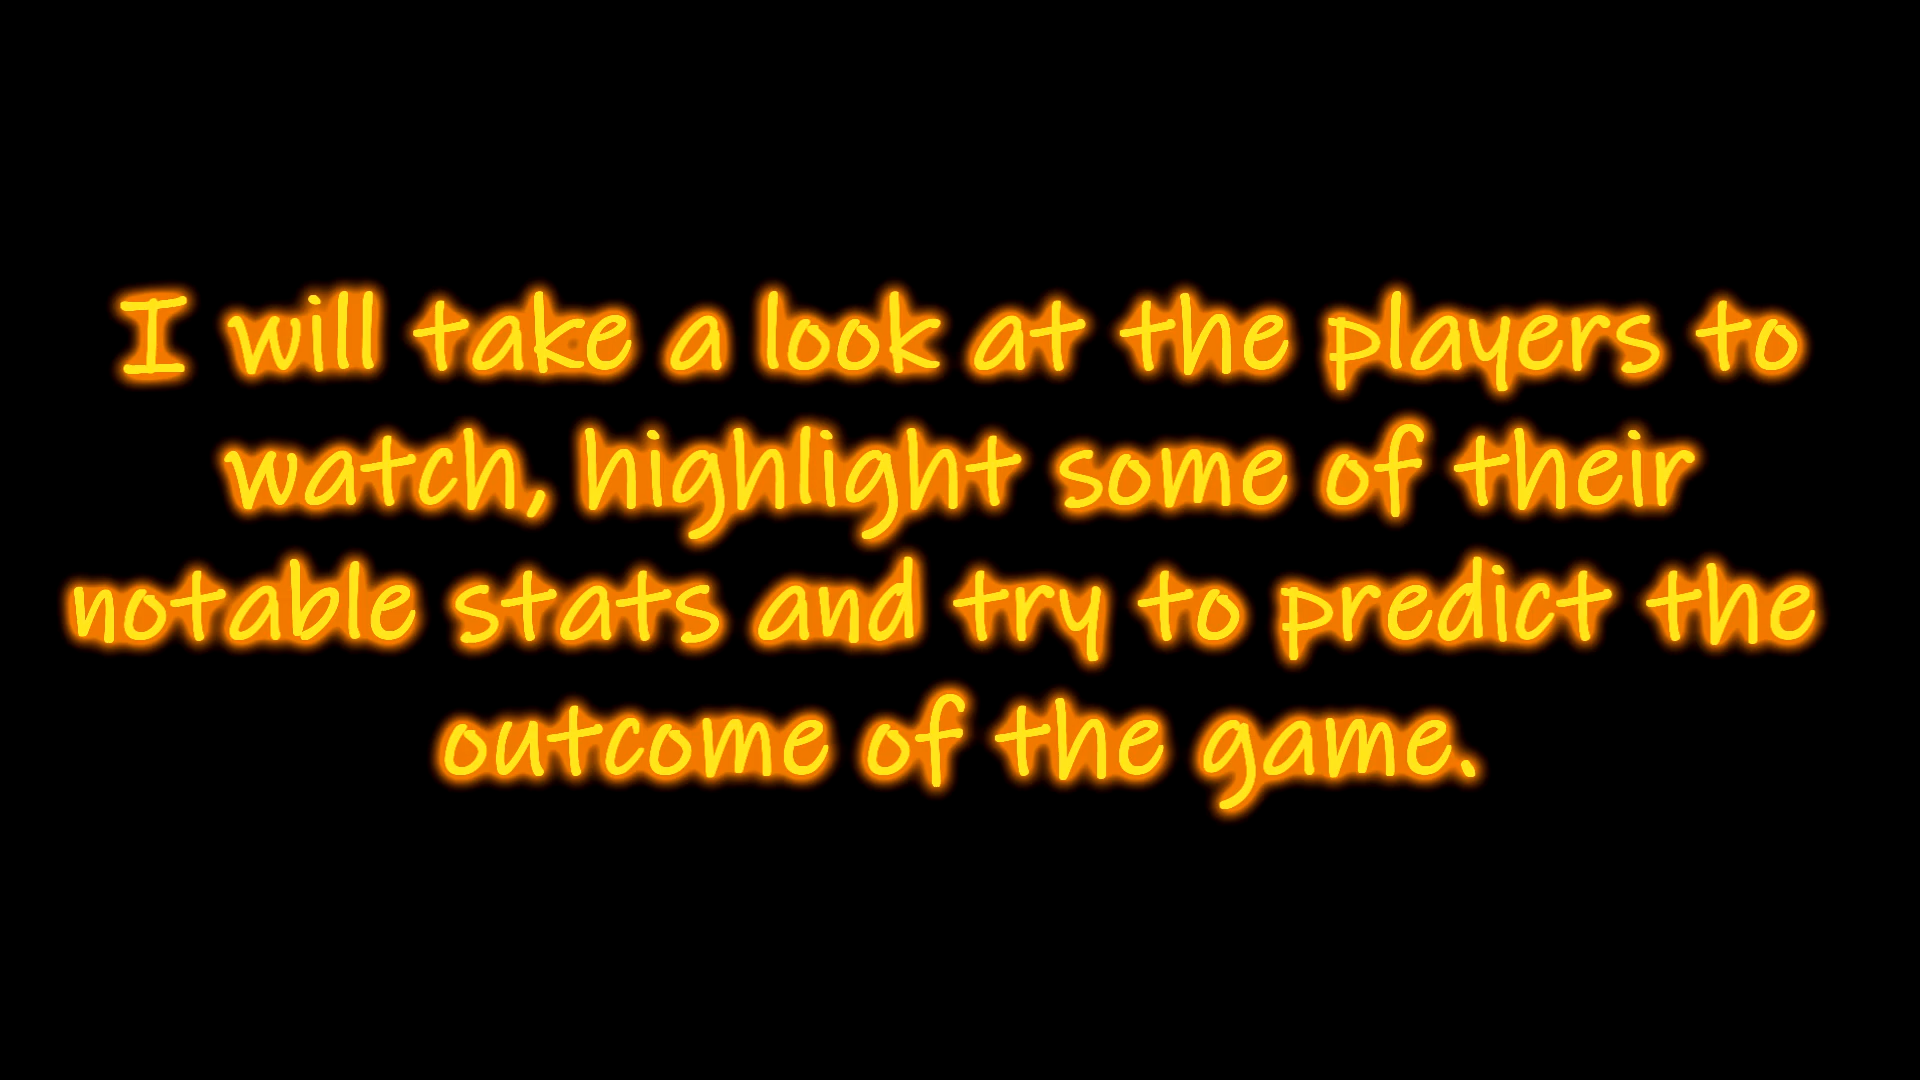 I will take a look at the players to
watch, highlight some of their
notable stats and try to predict the
outcome of the game.